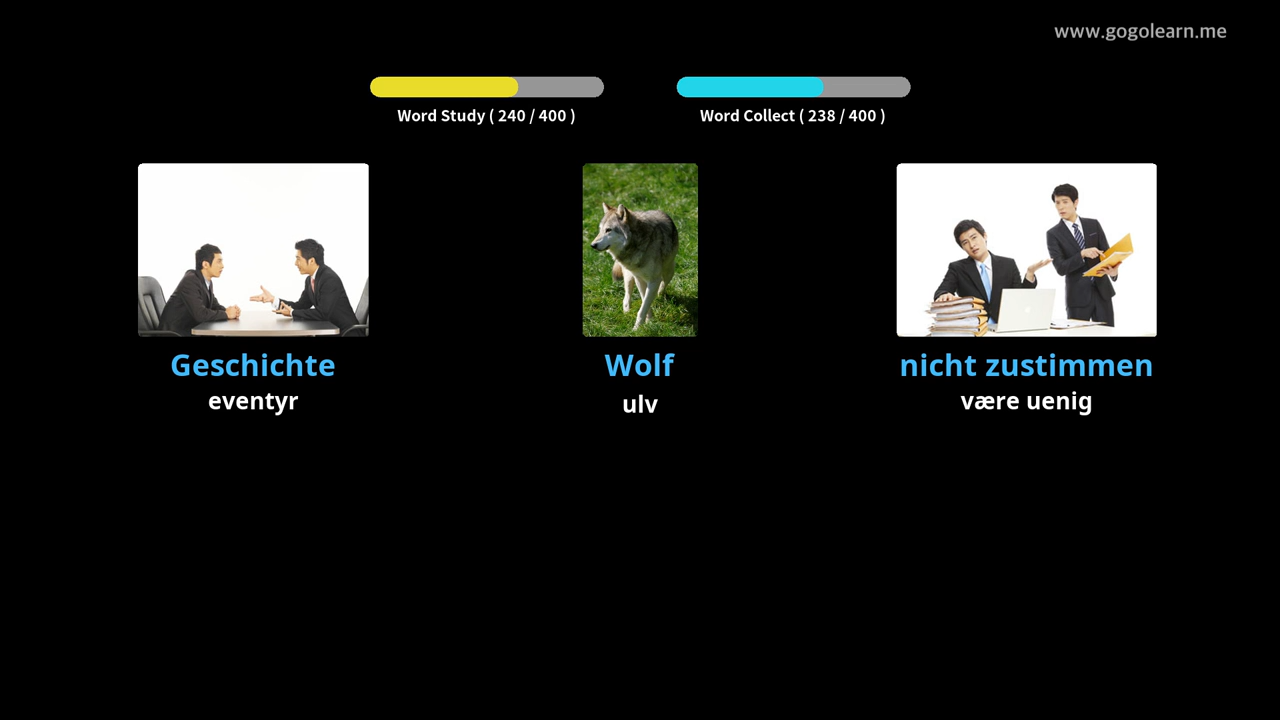 www.gogolearn.me
Word Study ( 240 / 400 )
Word Collect ( 238 / 400 )
Geschichte
eventyr
Wolf
ulv
nicht zustimmen
være uenig